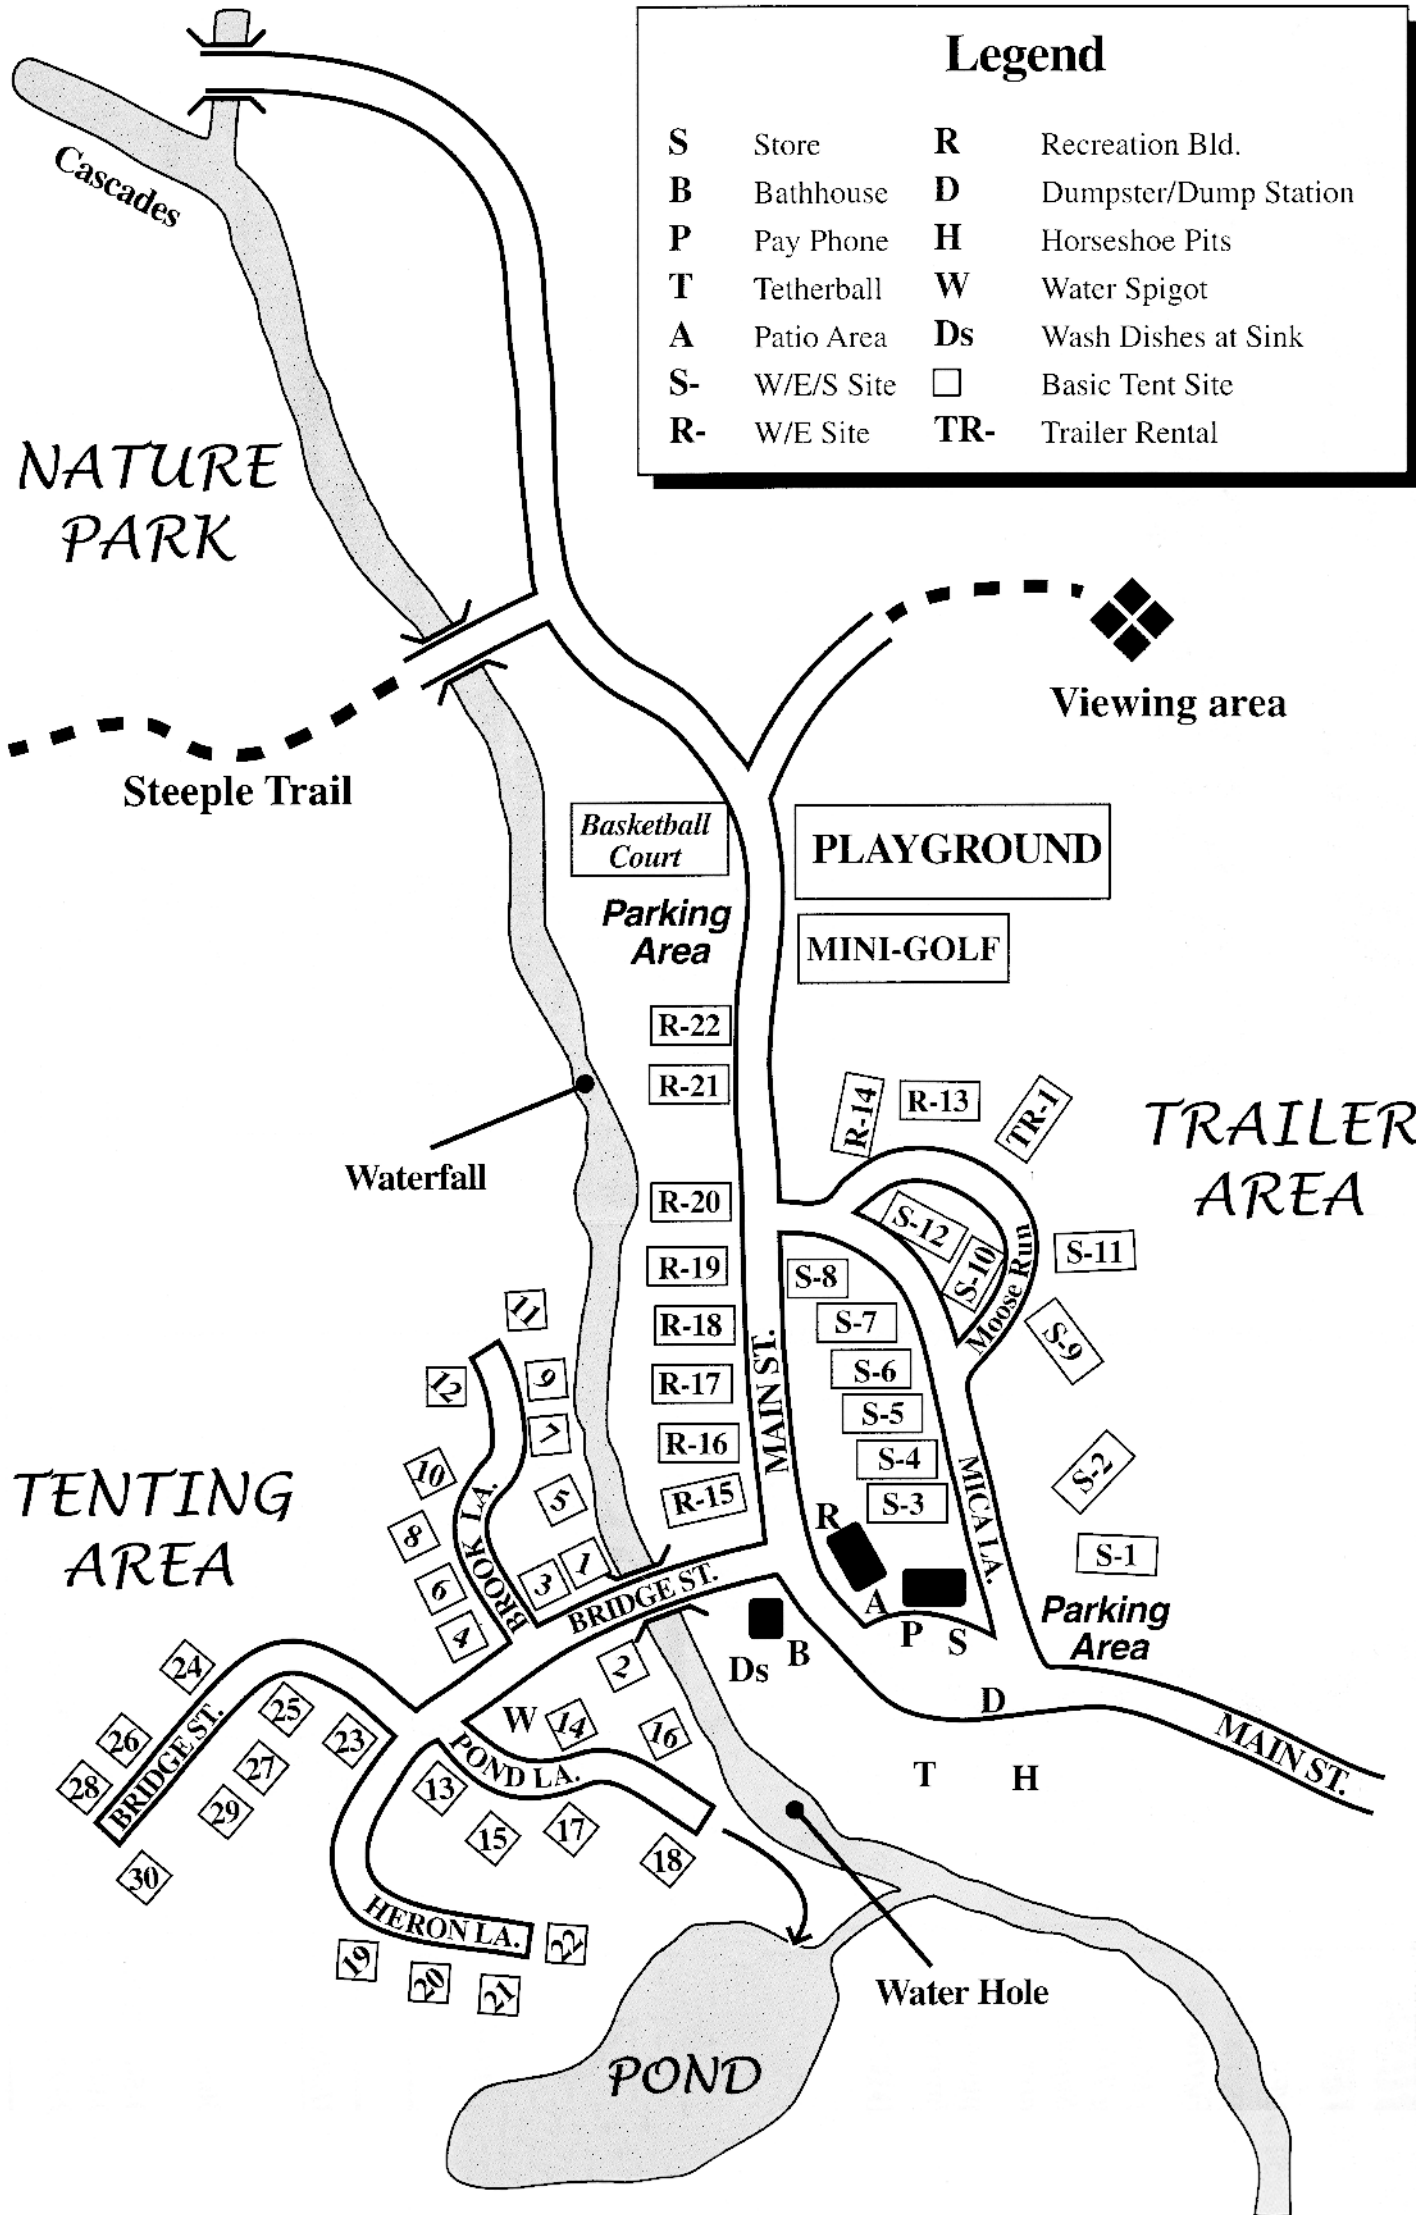 Legend
S Store R Recreation Bld.
B Bathhouse D Dumpster/Dump Station
P Pay Phone H Horseshoe Pits
T Tetherball W Water Spigot
A Patio Area Ds Wash Dishes at Sink
S- W/E/S Site □ Basic Tent Site
R- W/E Site TR- Trailer Rental
Cascades
NATURE
PARK
Viewing area
Steeple Trail
Basketball
Court
PLAYGROUND
Parking
Area
MINI-GOLF
R-22
R-21
R-14
R-13
TR-1
TRAILER
AREA
Waterfall
R-20
S-12
S-10
Moose Run
S-11
R-19
S-8
R-18
S-7
S-9
MAIN ST.
R-17
S-6
S-5
R-16
S-4
S-2
R-15
S-3
MICA LA.
S-1
R
A
P
S
Parking
Area
11
12
9
7
10
5
8
BROOK LA.
6
3
1
4
TENTING
AREA
BRIDGE ST.
2
Ds
B
D
MAIN ST.
T
H
24
25
26
23
27
28
BRIDGE ST.
29
30
W
14
16
POND LA.
13
15
17
18
HERON LA.
19
20
21
22
Water Hole
POND